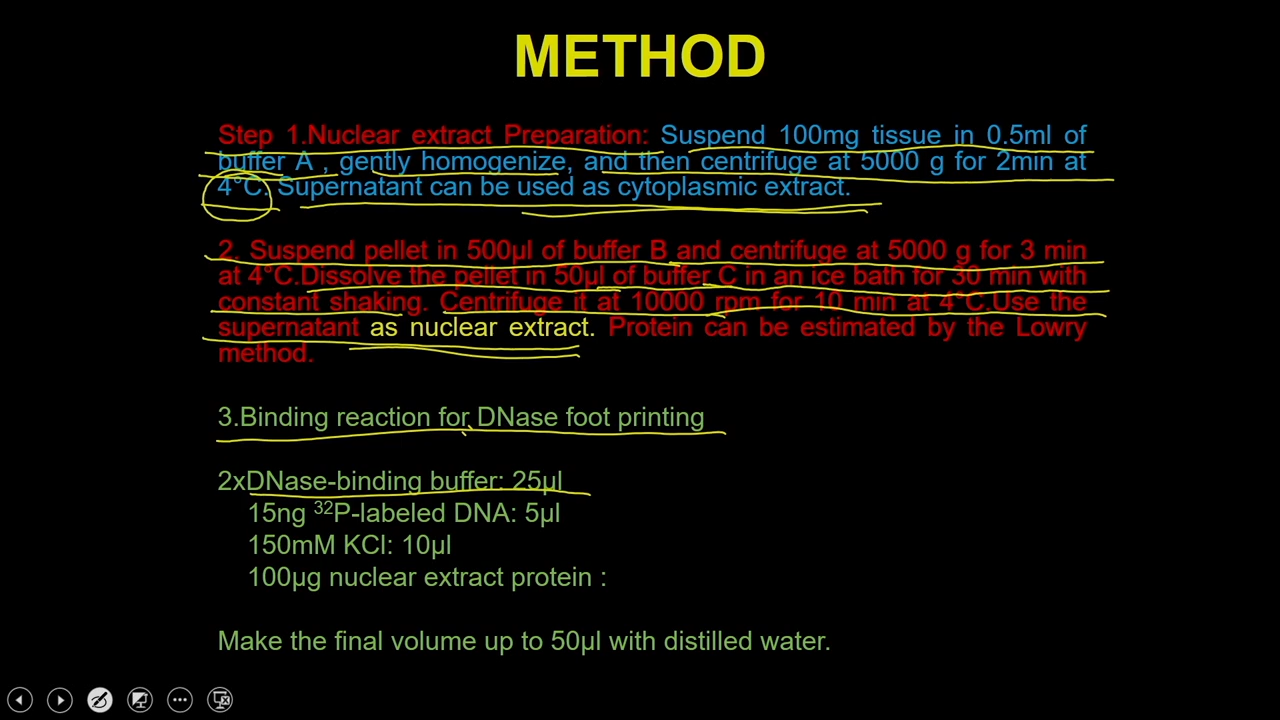 METHOD
Step 1.Nuclear extract Preparation: Suspend 100mg tissue in 0.5ml of
buffer A , gently homogenize, and then centrifuge at 5000 g for 2min at
4°C. Supernatant can be used as cytoplasmic extract.
2. Suspend pellet in 500µl of buffer B and centrifuge at 5000 g for 3 min
at 4°C.Dissolve the pellet in 50µl of buffer C in an ice bath for 30 min with
constant shaking. Centrifuge it at 10000 rpm for 10 min at 4°C.Use the
supernatant as nuclear extract. Protein can be estimated by the Lowry
method.
3.Binding reaction for DNase foot printing
2xDNase-binding buffer: 25µl
15ng ³²P-labeled DNA: 5µl
150mM KCl: 10µl
100µg nuclear extract protein :
Make the final volume up to 50µl with distilled water.